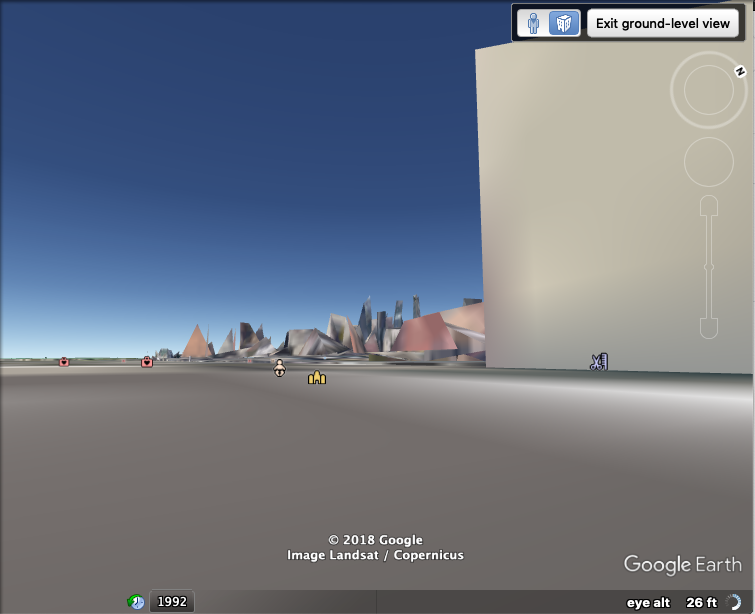 Exit ground-level view
N
© 2018 Google
Image Landsat / Copernicus
Google Earth
1992
eye alt 26 ft